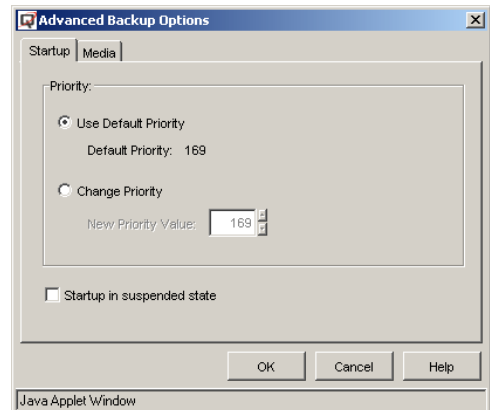 Advanced Backup Options
Startup Media
Priority:
Use Default Priority
Default Priority: 169
Change Priority
New Priority Value: 169
Startup in suspended state
OK Cancel Help
Java Applet Window